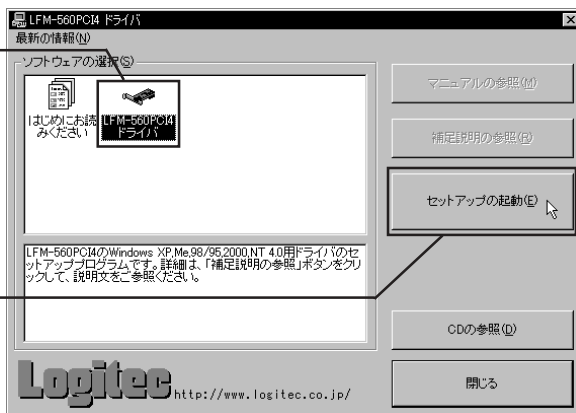 LFM-560PCI4 ドライバ
最新の情報(N)
ソフトウェアの選択(S)
はじめにお読
みください
LFM-560PCI4
ドライバ
マニュアルの参照(M)
補足説明の参照(R)
セットアップの起動(E)
LFM-560PCI4のWindows XP,Me,98/95,2000,NT 4.0用ドライバのセ
ットアッププログラムです。詳細は、「補足説明の参照」ボタンをクリ
ックして、説明文をご参照ください。
CDの参照(D)
Logitec
http://www.logitec.co.jp/
閉じる